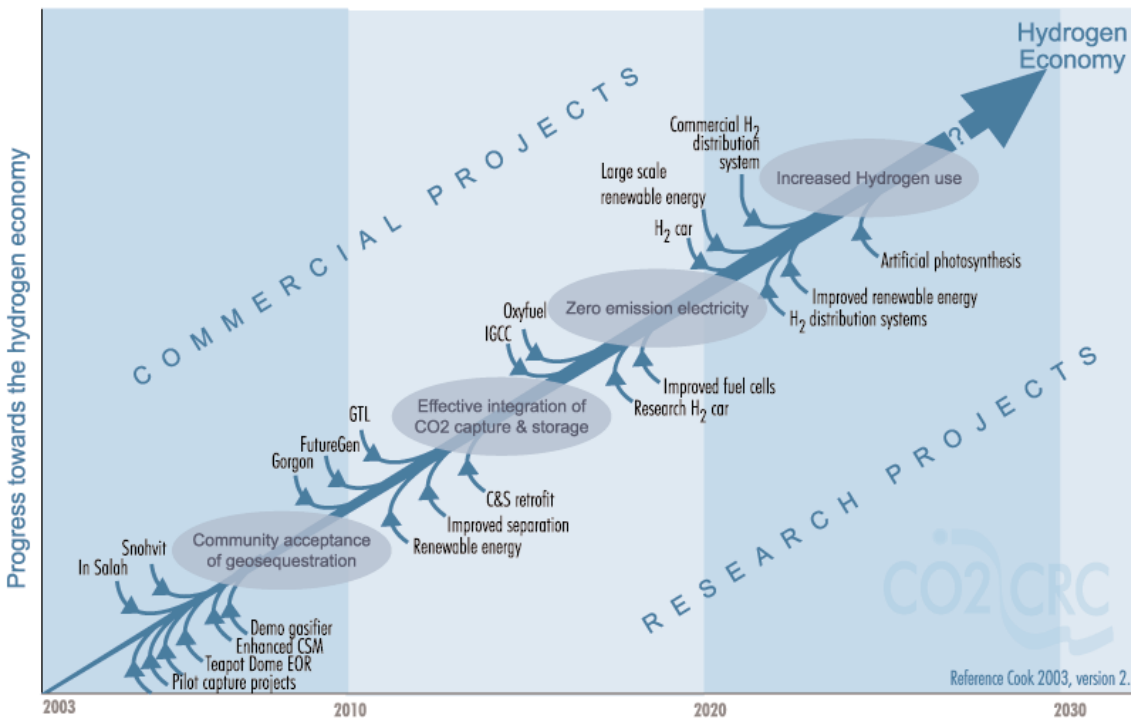 Hydrogen
Economy
Progress towards the hydrogen economy
COMMERCIAL PROJECTS
RESEARCH PROJECTS
?
Commercial H2
distribution
system
Increased Hydrogen use
Large scale
renewable energy
H2 car
Artificial photosynthesis
Improved renewable energy
H2 distribution systems
Zero emission electricity
Oxyfuel
IGCC
Improved fuel cells
Research H2 car
Effective integration of
CO2 capture & storage
GTL
FutureGen
Gorgon
C&S retrofit
Improved separation
Renewable energy
Community acceptance
of geosequestration
Snohvit
In Salah
Demo gasifier
Enhanced CSM
Teapot Dome EOR
Pilot capture projects
CO2CRC
Reference Cook 2003, version 2.
2003
2010
2020
2030